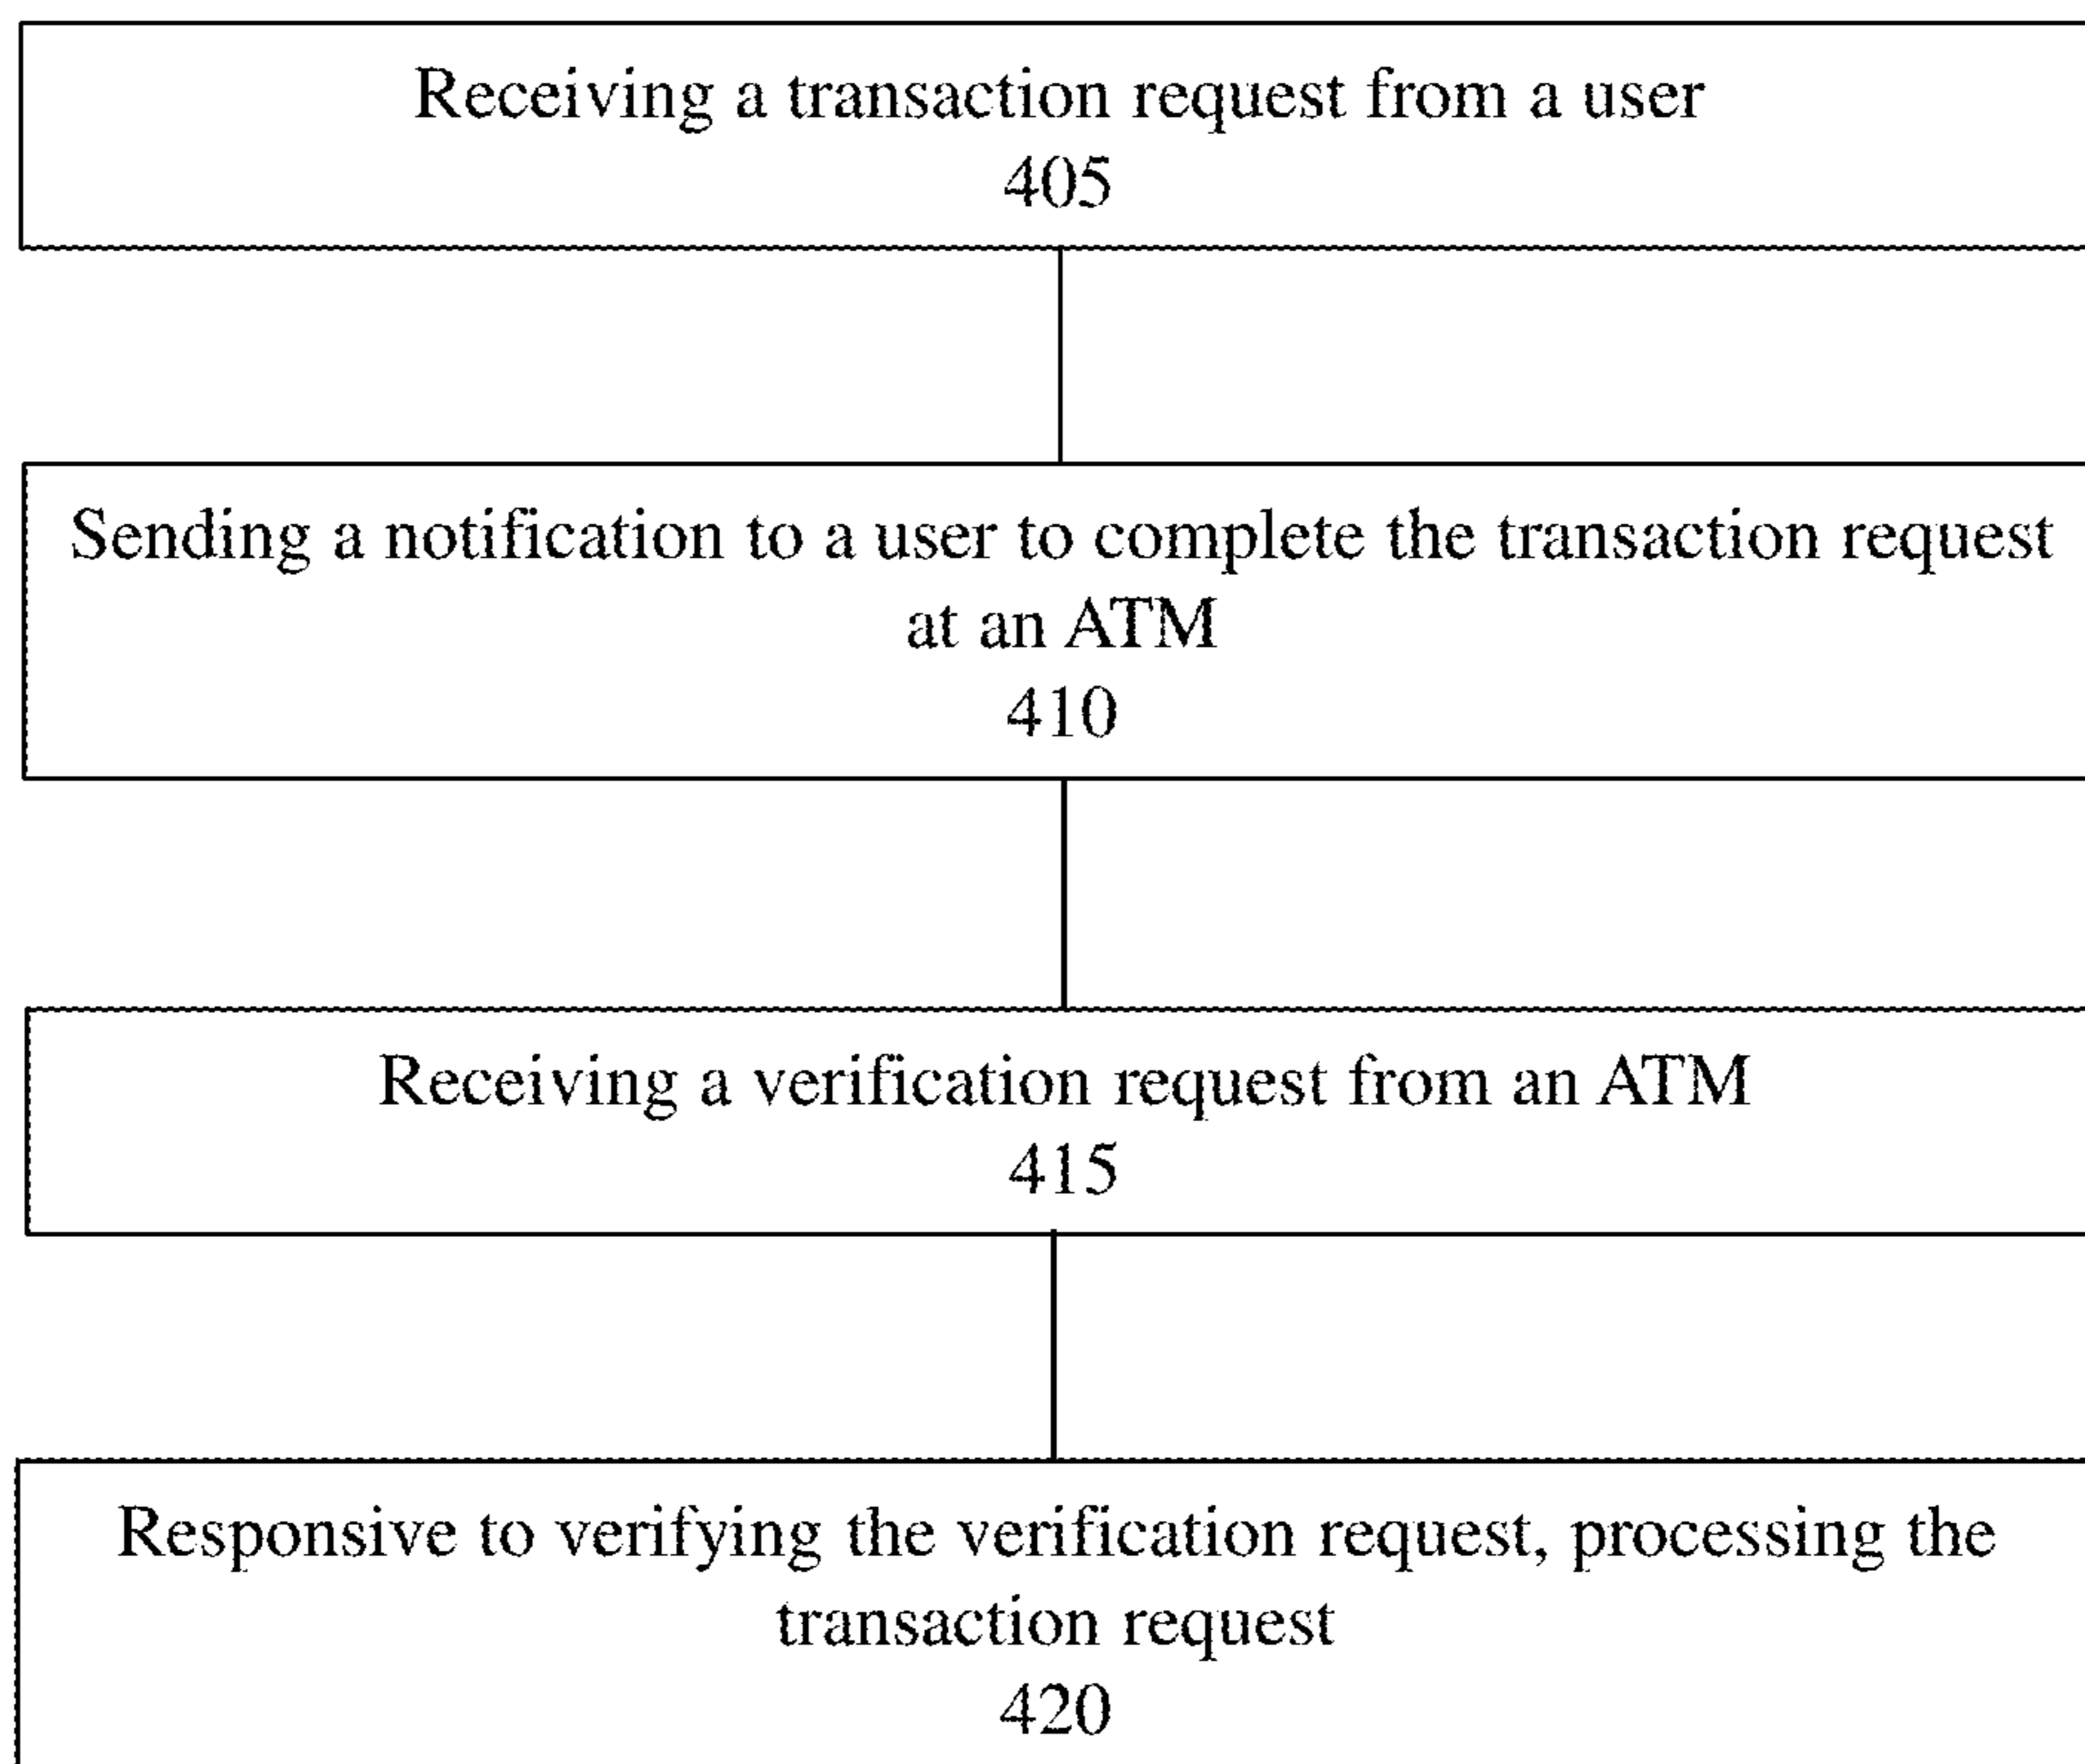 Receiving a transaction request from a user
405
Sending a notification to a user to complete the transaction request
at an ATM
410
Receiving a verification request from an ATM
415
Responsive to verifying the verification request, processing the
transaction request
420